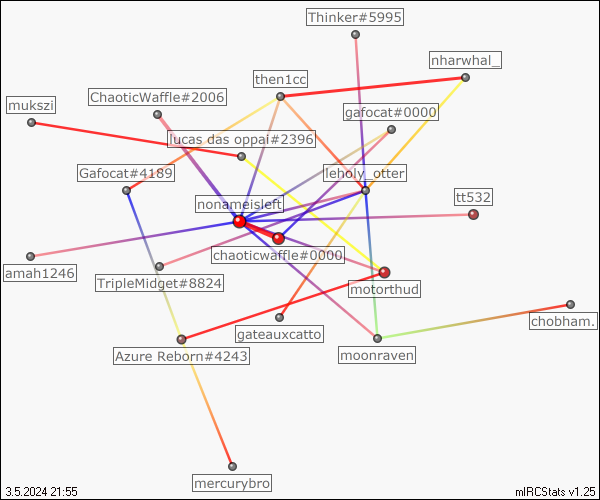 Thinker#5995
nharwhal_
then1cc
ChaoticWaffle#2006
mukszi
gafocat#0000
lucas das oppai#2396
Gafocat#4189
leholy_otter
tt532
nonameisleft
chaoticwaffle#0000
amah1246
TripleMidget#8824
motorthud
chobham.
gateauxcatto
Azure Reborn#4243
moonraven
mercurybro
3.5.2024 21:55
mIRCStats v1.25